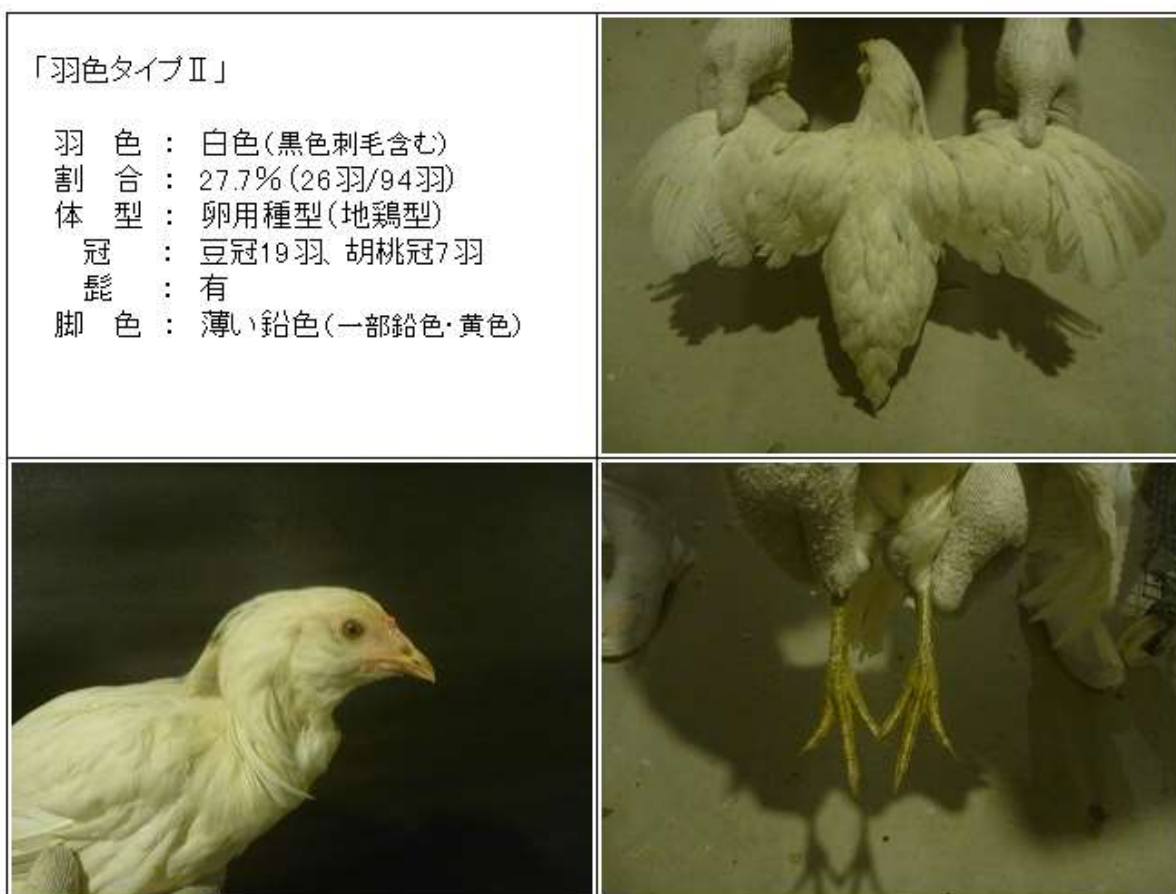 「羽色タイプⅡ」
羽 色 : 白色(黒色刺毛含む)
割 合 : 27.7%(26羽/94羽)
体 型 : 卵用種型(地鶏型)
冠 : 豆冠19羽、胡桃冠7羽
髭 : 有
脚 色 : 薄い鉛色(一部鉛色・黄色)